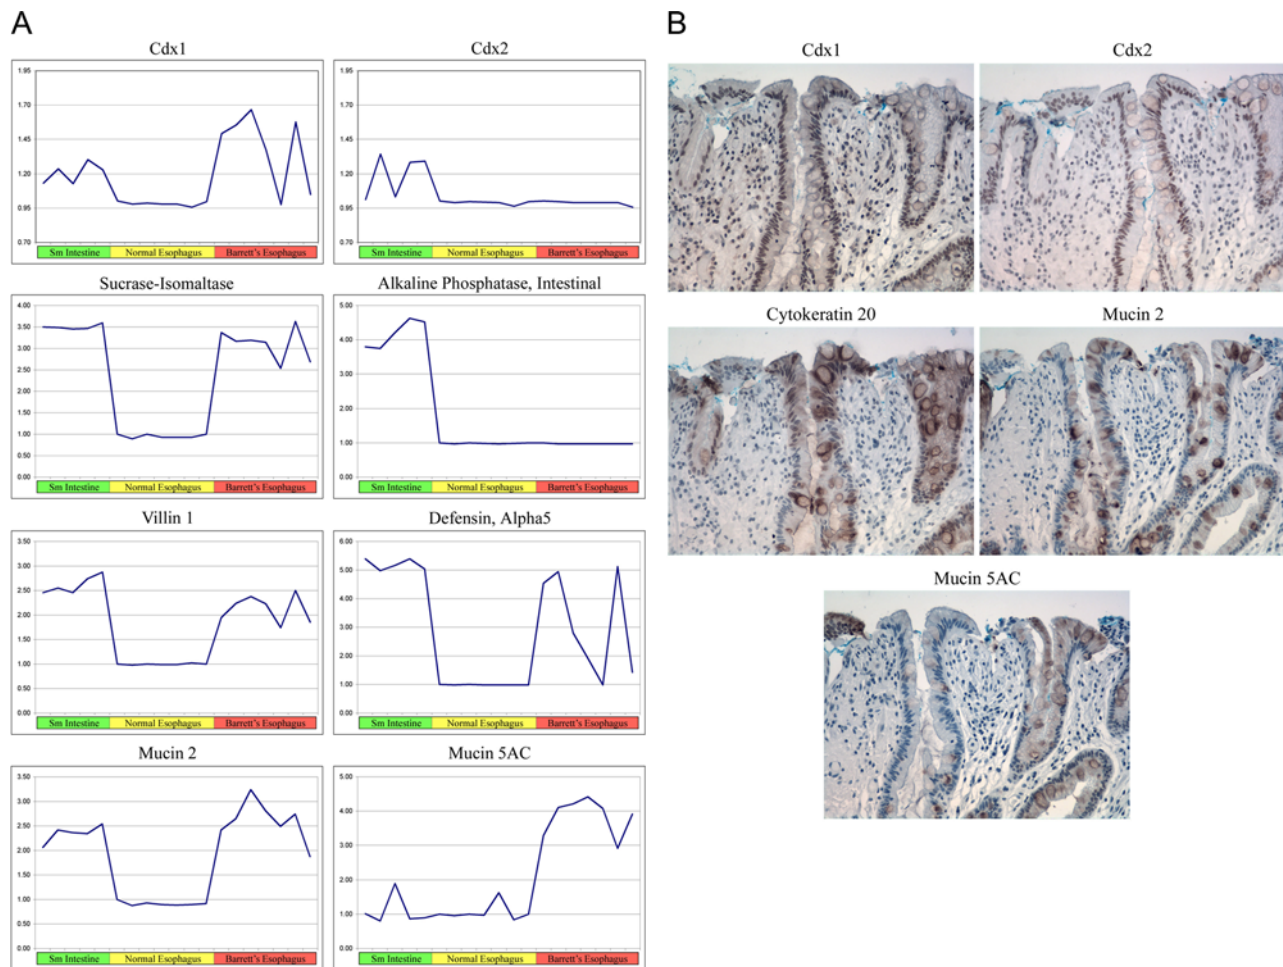 A
B
Cdx1
Cdx2
1.95
1.70
1.45
1.20
0.95
0.70
Sm Intestine
Normal Esophagus
Barrett's Esophagus
1.95
1.70
1.45
1.20
0.95
0.70
Sm Intestine
Normal Esophagus
Barrett's Esophagus
Sucrase-Isomaltase
Alkaline Phosphatase, Intestinal
4.00
3.50
3.00
2.50
2.00
1.50
1.00
0.50
0.00
Sm Intestine
Normal Esophagus
Barrett's Esophagus
5.00
4.00
3.00
2.00
1.00
0.00
Sm Intestine
Normal Esophagus
Barrett's Esophagus
Villin 1
Defensin, Alpha5
3.50
3.00
2.50
2.00
1.50
1.00
0.50
0.00
Sm Intestine
Normal Esophagus
Barrett's Esophagus
6.00
5.00
4.00
3.00
2.00
1.00
0.00
Sm Intestine
Normal Esophagus
Barrett's Esophagus
Mucin 2
Mucin 5AC
3.50
3.00
2.50
2.00
1.50
1.00
0.50
0.00
Sm Intestine
Normal Esophagus
Barrett's Esophagus
5.00
4.00
3.00
2.00
1.00
0.00
Sm Intestine
Normal Esophagus
Barrett's Esophagus
Cdx1
Cdx2
Cytokeratin 20
Mucin 2
Mucin 5AC